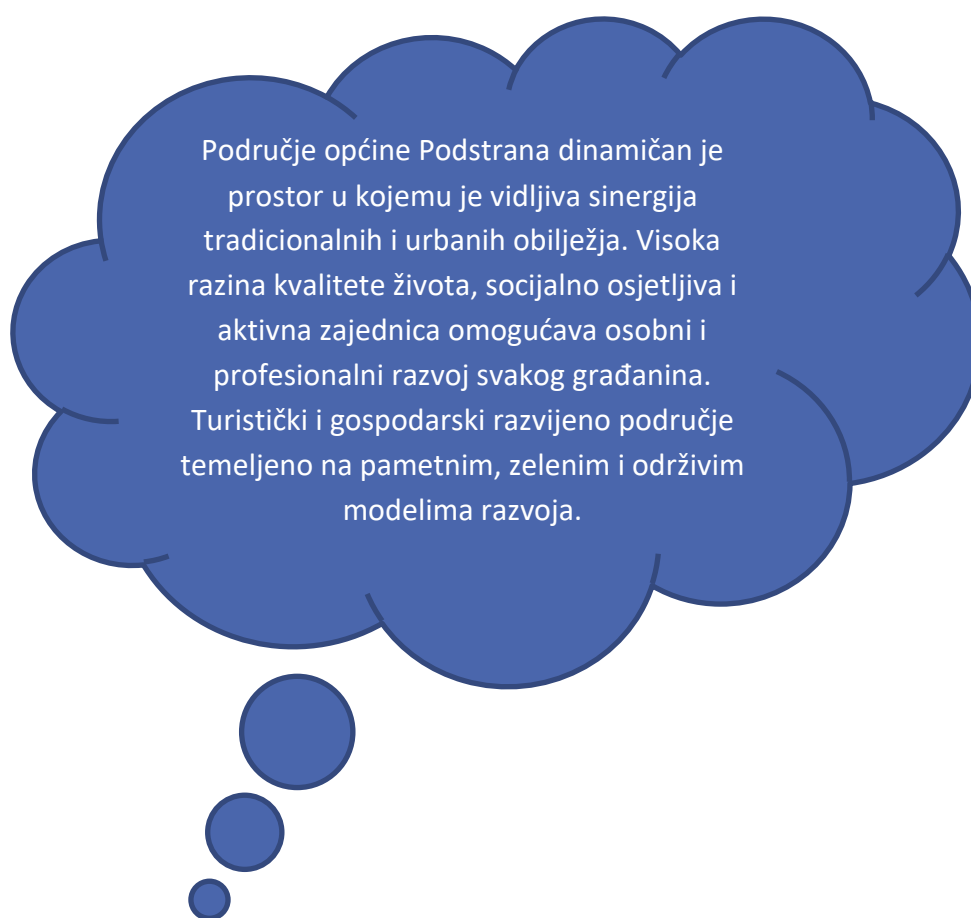 Područje općine Podstrana dinamičan je
prostor u kojemu je vidljiva sinergija
tradicionalnih i urbanih obilježja. Visoka
razina kvalitete života, socijalno osjetljiva i
aktivna zajednica omogućava osobni i
profesionalni razvoj svakog građanina.
Turistički i gospodarski razvijeno područje
temeljeno na pametnim, zelenim i održivim
modelima razvoja.